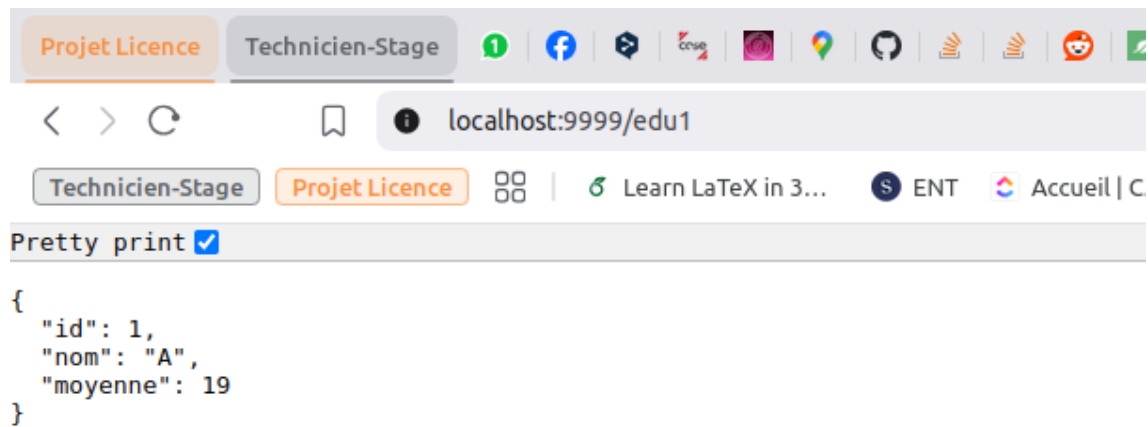 Projet Licence Technicien-Stage 1
localhost:9999/edu1
Technicien-Stage Projet Licence Learn LaTeX in 3... S ENT Accueil | C
Pretty print
{
"id": 1,
"nom": "A",
"moyenne": 19
}